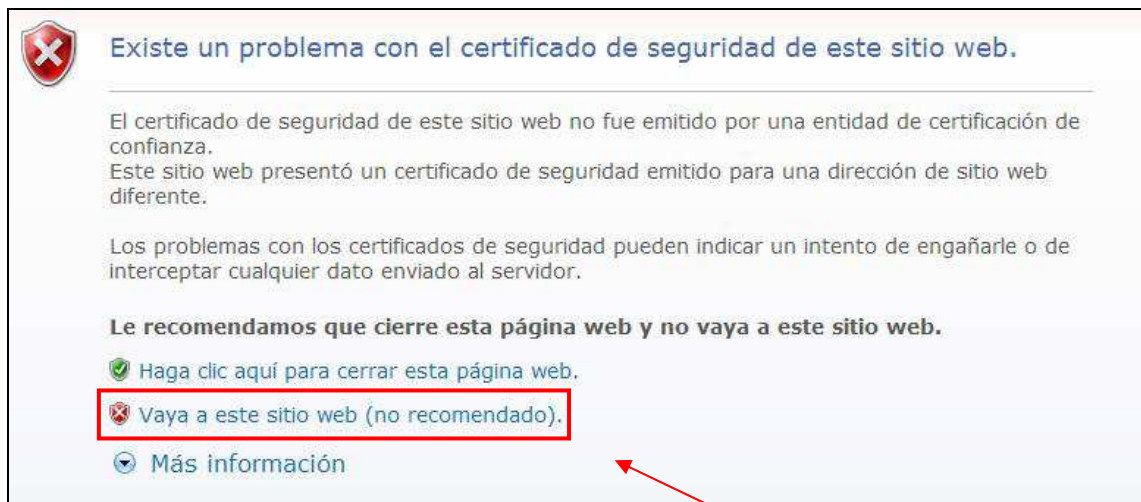 Existe un problema con el certificado de seguridad de este sitio web.
El certificado de seguridad de este sitio web no fue emitido por una entidad de certificación de
confianza.
Este sitio web presentó un certificado de seguridad emitido para una dirección de sitio web
diferente.
Los problemas con los certificados de seguridad pueden indicar un intento de engañarle o de
interceptar cualquier dato enviado al servidor.
Le recomendamos que cierre esta página web y no vaya a este sitio web.
Haga clic aquí para cerrar esta página web.
Vaya a este sitio web (no recomendado).
Más información